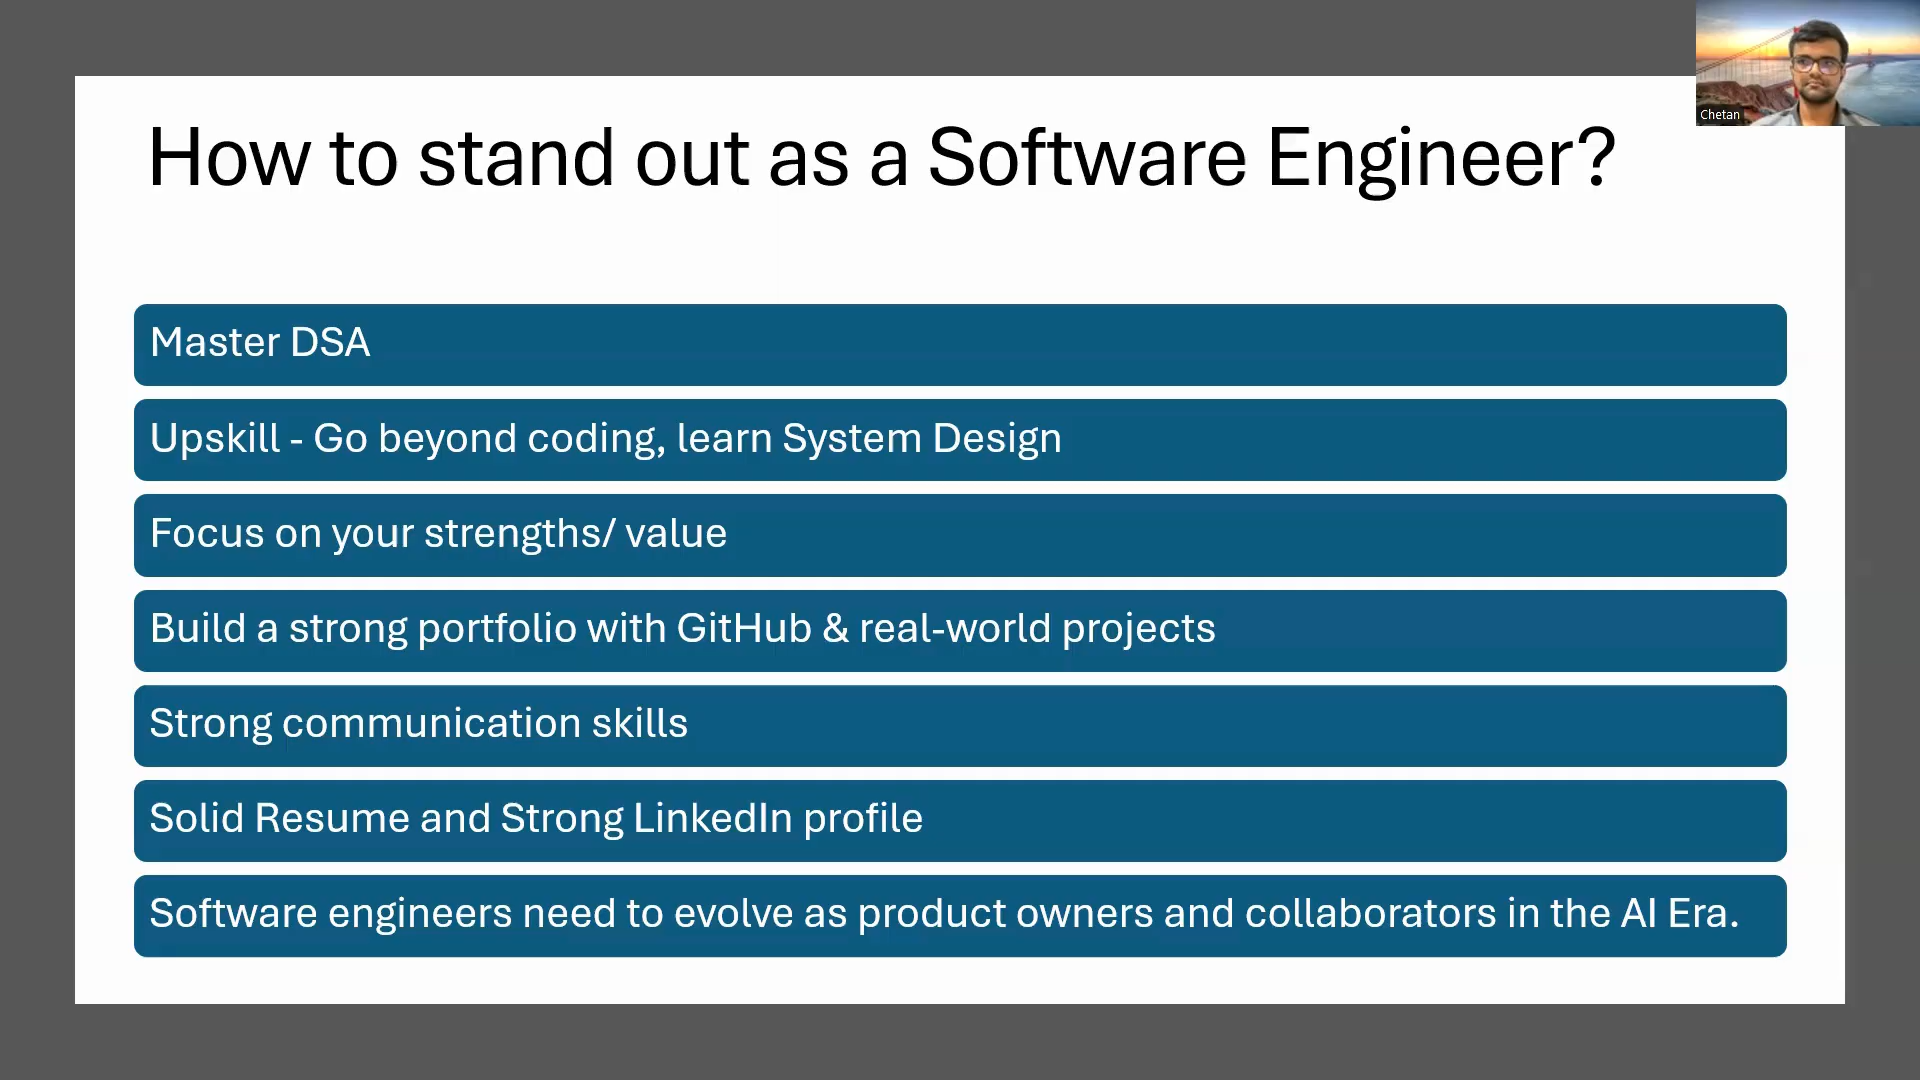 Chetan
How to stand out as a Software Engineer?
Master DSA
Upskill - Go beyond coding, learn System Design
Focus on your strengths/ value
Build a strong portfolio with GitHub & real-world projects
Strong communication skills
Solid Resume and Strong LinkedIn profile
Software engineers need to evolve as product owners and collaborators in the AI Era.